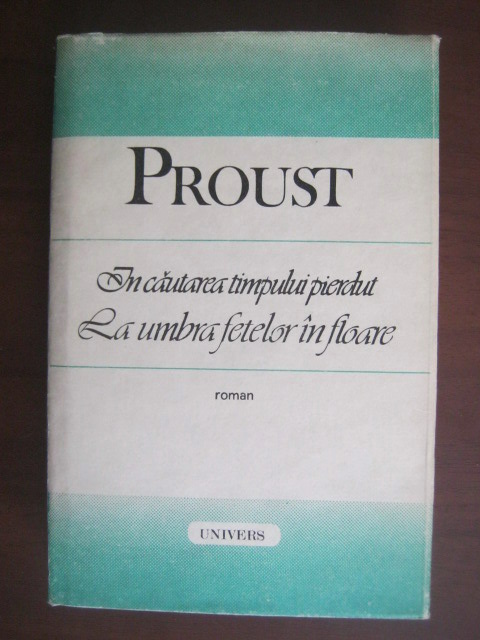 PROUST
In căutarea timpului pierdut
La umbra fetelor în floare
roman
UNIVERS